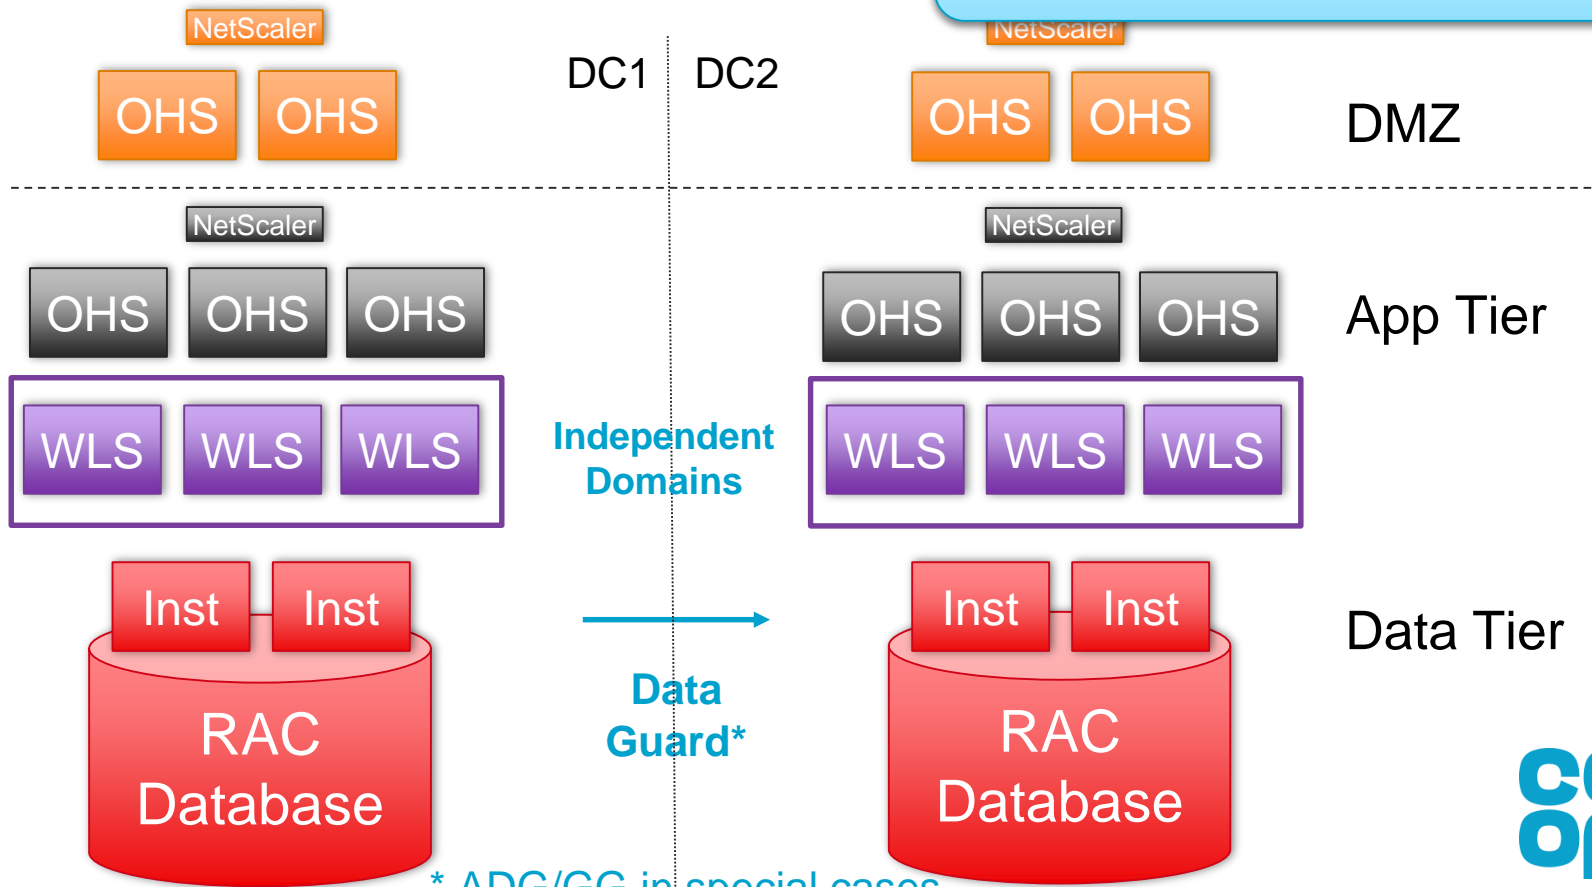 NetScaler
NetScaler
DC1 DC2
OHS OHS
OHS OHS
DMZ
NetScaler
NetScaler
OHS OHS OHS
OHS OHS OHS
App Tier
WLS WLS WLS
Independent
Domains
WLS WLS WLS
Inst Inst
Inst Inst
Data Tier
RAC
Database
Data
Guard*
RAC
Database
* ADG/GG in special cases